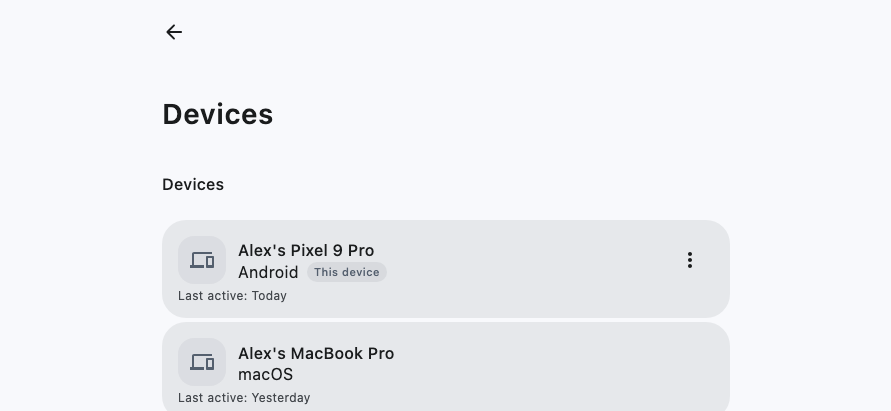 Devices
Devices
Alex's Pixel 9 Pro
Android This device
Last active: Today
Alex's MacBook Pro
macOS
Last active: Yesterday